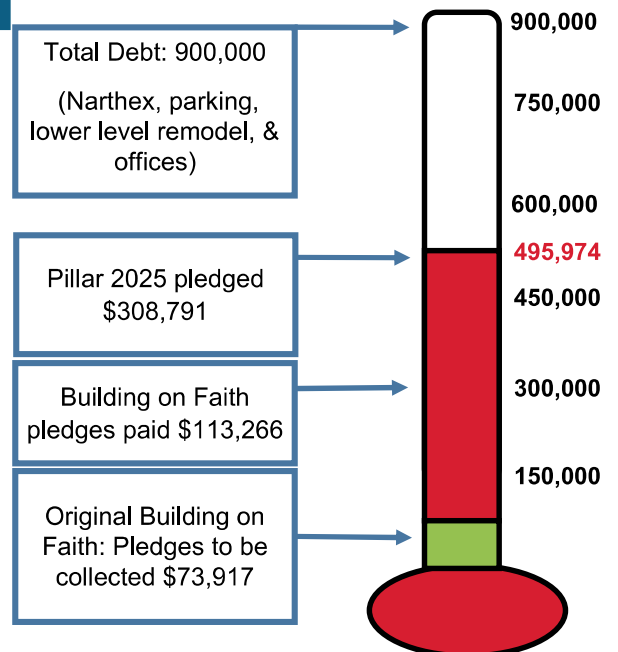 Total Debt: 900,000
(Narthex, parking,
lower level remodel, &
offices)
Pillar 2025 pledged
$308,791
Building on Faith
pledges paid $113,266
Original Building on
Faith: Pledges to be
collected $73,917
900,000
750,000
600,000
495,974
450,000
300,000
150,000